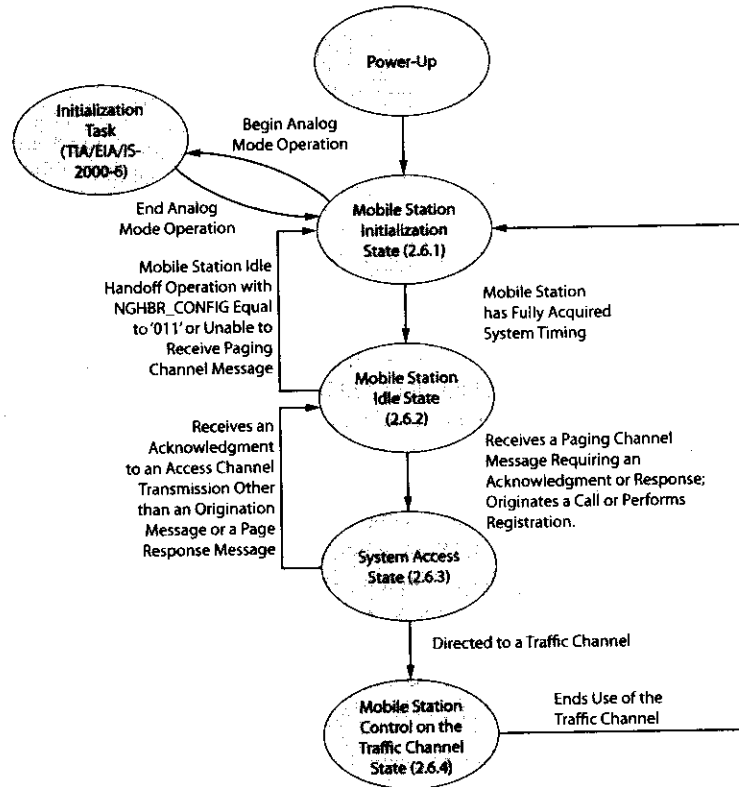 Power-Up
Initialization
Task
(TIA/EIA/IS-
2000-6)
Begin Analog
Mode Operation
End Analog
Mode Operation
Mobile Station
Initialization
State (2.6.1)
Mobile Station Idle
Handoff Operation with
NGHBR_CONFIG Equal
to '011' or Unable to
Receive Paging
Channel Message
Mobile Station
has Fully Acquired
System Timing
Mobile Station
Idle State
(2.6.2)
Receives an
Acknowledgment
to an Access Channel
Transmission Other
than an Origination
Message or a Page
Response Message
Receives a Paging Channel
Message Requiring an
Acknowledgment or Response;
Originates a Call or Performs
Registration.
System Access
State (2.6.3)
Directed to a Traffic Channel
Mobile Station
Control on the
Traffic Channel
State (2.6.4)
Ends Use of the
Traffic Channel